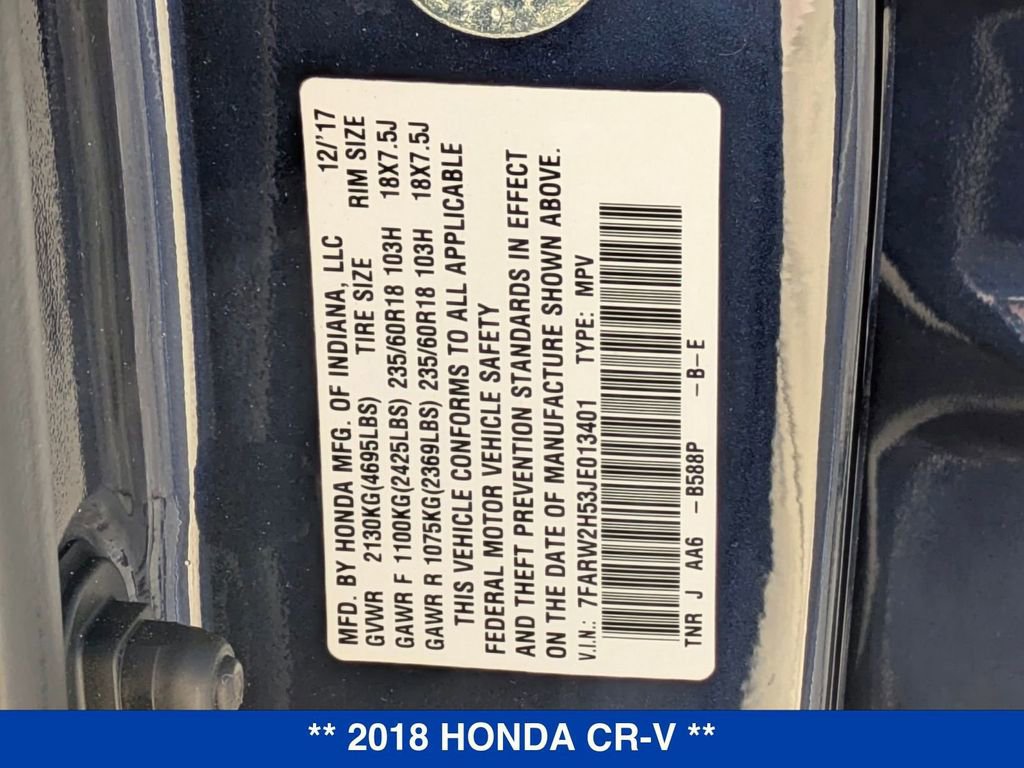 MFD. BY HONDA MFG. OF INDIANA, LLC 12/'17
GVWR 2130KG(4695LBS) TIRE SIZE RIM SIZE
GAWR F 1100KG(2425LBS) 235/60R18 103H 18X7.5J
GAWR R 1075KG(2369LBS) 235/60R18 103H 18X7.5J
THIS VEHICLE CONFORMS TO ALL APPLICABLE
FEDERAL MOTOR VEHICLE SAFETY
AND THEFT PREVENTION STANDARDS IN EFFECT
ON THE DATE OF MANUFACTURE SHOWN ABOVE.
V.I.N.: 7FARW2H53JE013401 TYPE: MPV
TNR J AA6 -B588P -B-E
** 2018 HONDA CR-V **